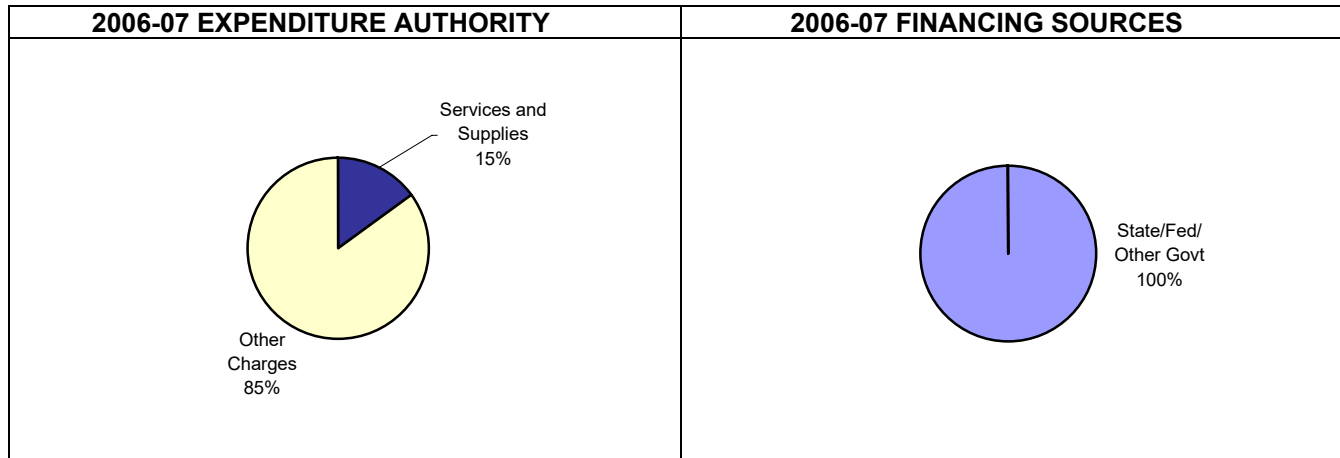 2006-07 EXPENDITURE AUTHORITY
2006-07 FINANCING SOURCES
Services and
Supplies
15%
Other
Charges
85%
State/Fed/
Other Govt
100%